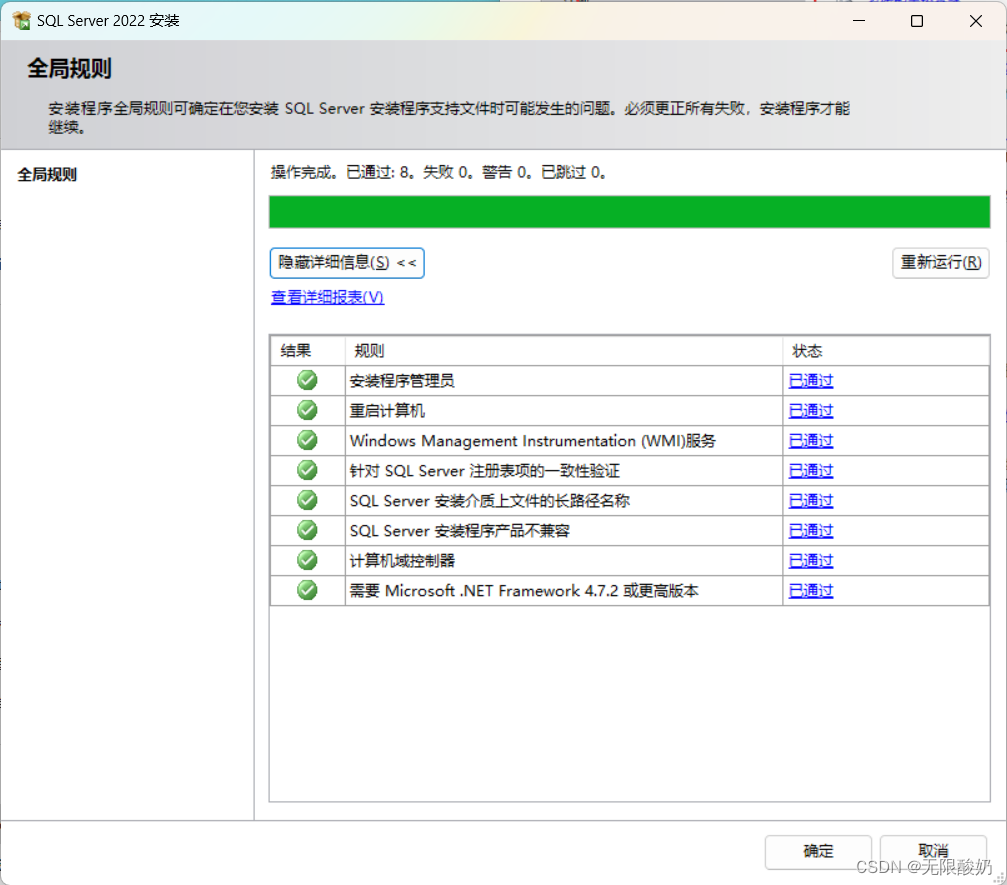 SQL Server 2022 安装
全局规则
安装程序全局规则可确定在您安装 SQL Server 安装程序支持文件时可能发生的问题。必须更正所有失败，安装程序才能
继续。
全局规则
操作完成。已通过: 8。失败 0。警告 0。已跳过 0。
隐藏详细信息(S) <<
重新运行(R)
查看详细报表(V)
结果 规则 状态
安装程序管理员 已通过
重启计算机 已通过
Windows Management Instrumentation (WMI)服务 已通过
针对 SQL Server 注册表项的一致性验证 已通过
SQL Server 安装介质上文件的长路径名称 已通过
SQL Server 安装程序产品不兼容 已通过
计算机域控制器 已通过
需要 Microsoft .NET Framework 4.7.2 或更高版本 已通过
确定 取消
CSDN @无限酸奶